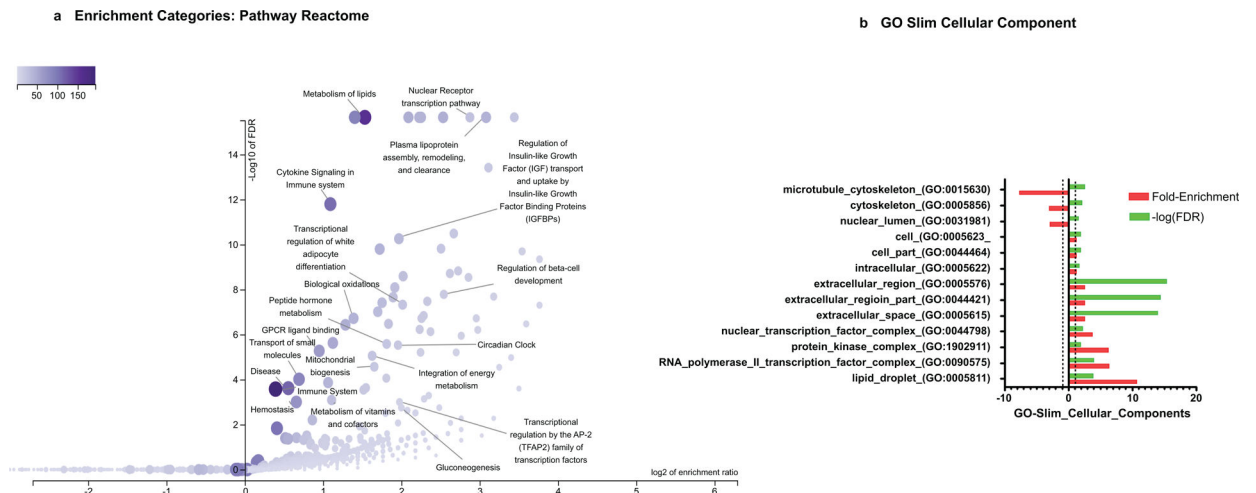 a Enrichment Categories: Pathway Reactome
50 100 150
-Log10 of FDR
14
12
10
8
6
4
2
0
-2 -1 0 1 2 3 4 5 6
log2 of enrichment ratio
Metabolism of lipids
Nuclear Receptor
transcription pathway
Plasma lipoprotein
assembly, remodeling,
and clearance
Regulation of
Insulin-like Growth
Factor (IGF) transport
and uptake by
Insulin-like Growth
Factor Binding Proteins
(IGFBPs)
Cytokine Signaling in
Immune system
Transcriptional
regulation of white
adipocyte
differentiation
Regulation of beta-cell
development
Biological oxidations
Peptide hormone
metabolism
GPCR ligand binding
Transport of small
molecules
Mitochondrial
biogenesis
Circadian Clock
Disease
Integration of energy
metabolism
Immune System
Hemostasis
Metabolism of vitamins
and cofactors
Transcriptional
regulation by the AP-2
(TFAP2) family of
transcription factors
Gluconeogenesis
b GO Slim Cellular Component
microtubule_cytoskeleton_(GO:0015630)
cytoskeleton_(GO:0005856)
nuclear_lumen_(GO:0031981)
cell_(GO:0005623_
cell_part_(GO:0044464)
intracellular_(GO:0005622)
extracellular_region_(GO:0005576)
extracellular_regioin_part_(GO:0044421)
extracellular_space_(GO:0005615)
nuclear_transcription_factor_complex_(GO:0044798)
protein_kinase_complex_(GO:1902911)
RNA_polymerase_II_transcription_factor_complex_(GO:0090575)
lipid_droplet_(GO:0005811)
Fold-Enrichment
-log(FDR)
-10 0 10 20
GO-Slim_Cellular_Components